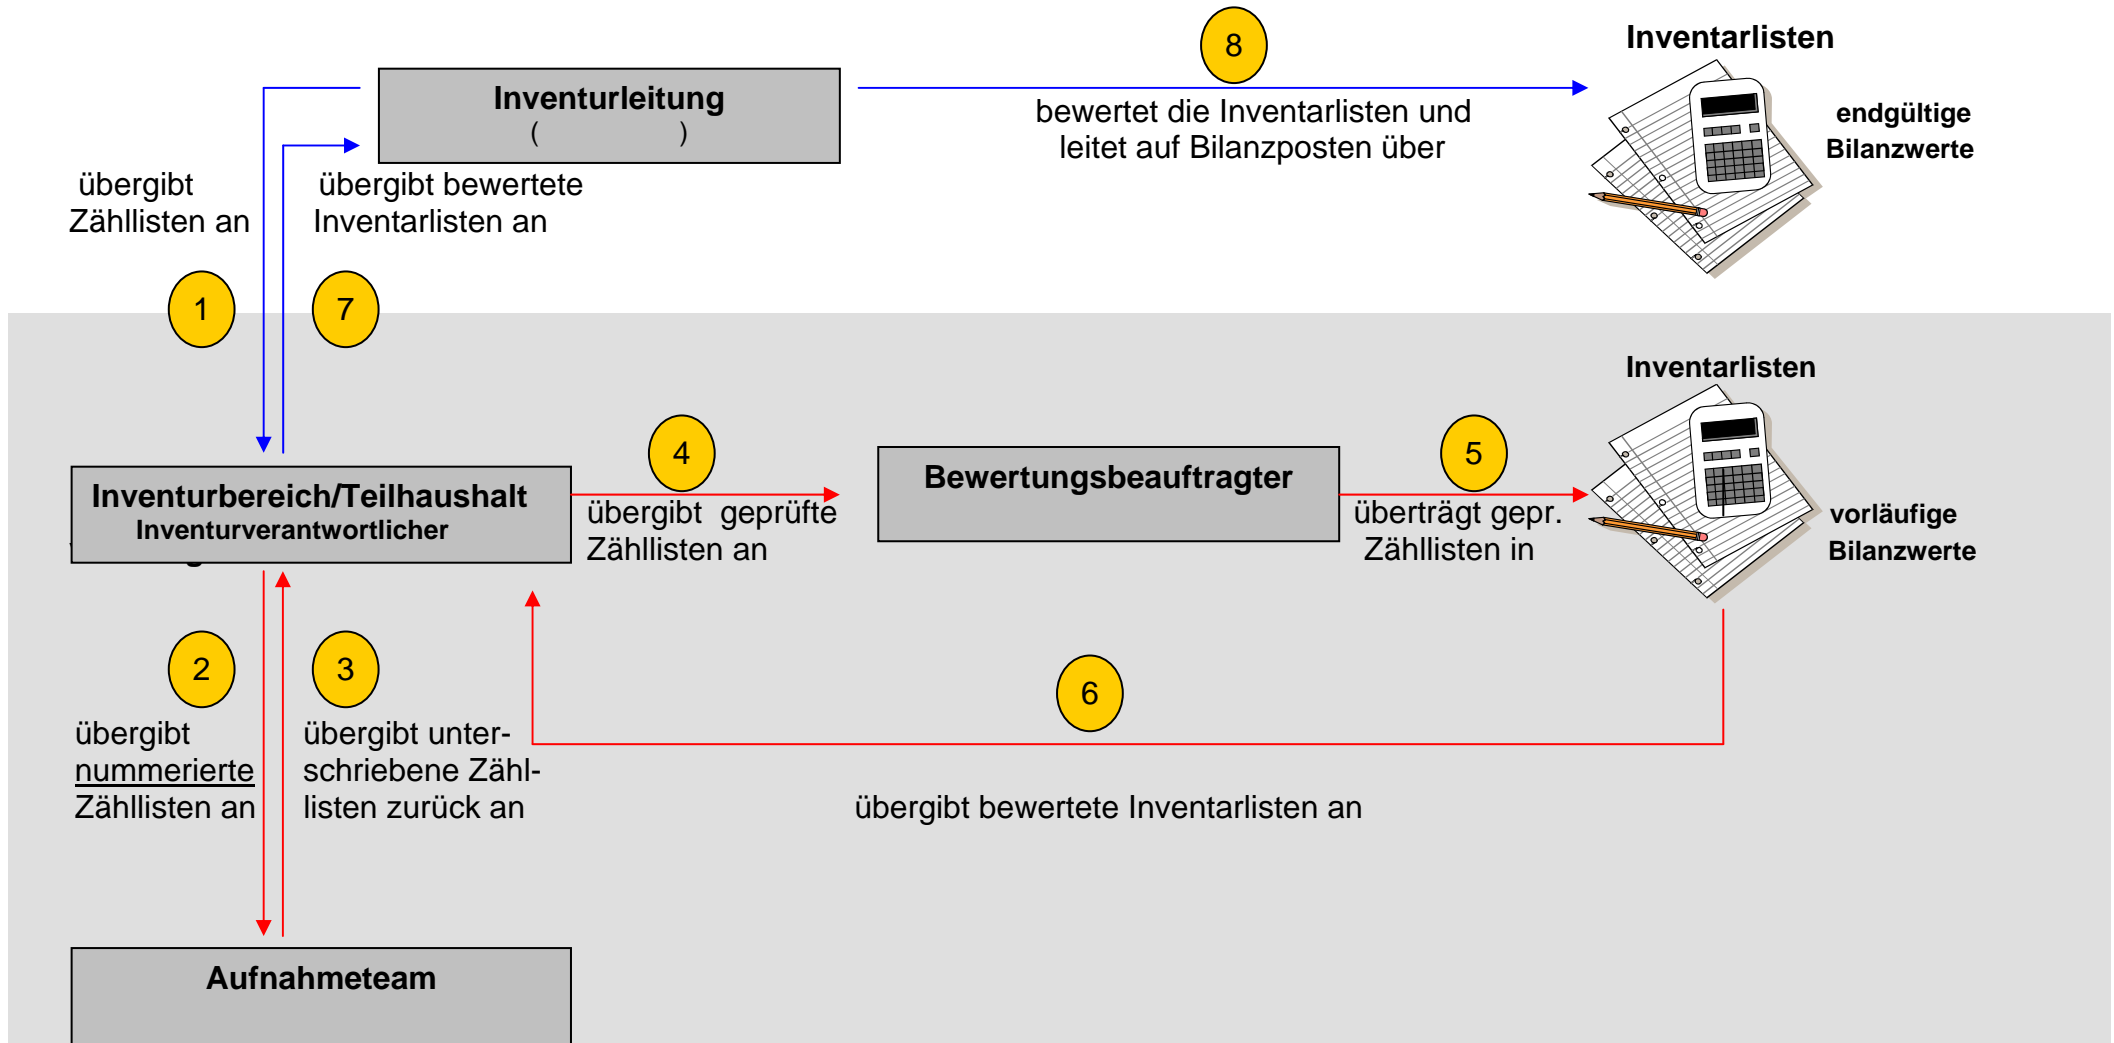 8
Inventarlisten
Inventurleitung
( )
bewertet die Inventarlisten und
leitet auf Bilanzposten über
endgültige
Bilanzwerte
übergibt
Zähllisten an
übergibt bewertete
Inventarlisten an
1
7
Inventarlisten
4
5
Inventurbereich/Teilhaushalt
Inventurverantwortlicher
übergibt geprüfte
Zähllisten an
Bewertungsbeauftragter
überträgt gepr.
Zähllisten in
vorläufige
Bilanzwerte
2
3
6
übergibt
nummerierte
Zähllisten an
übergibt unter-
schriebene Zähl-
listen zurück an
übergibt bewertete Inventarlisten an
Aufnahmeteam